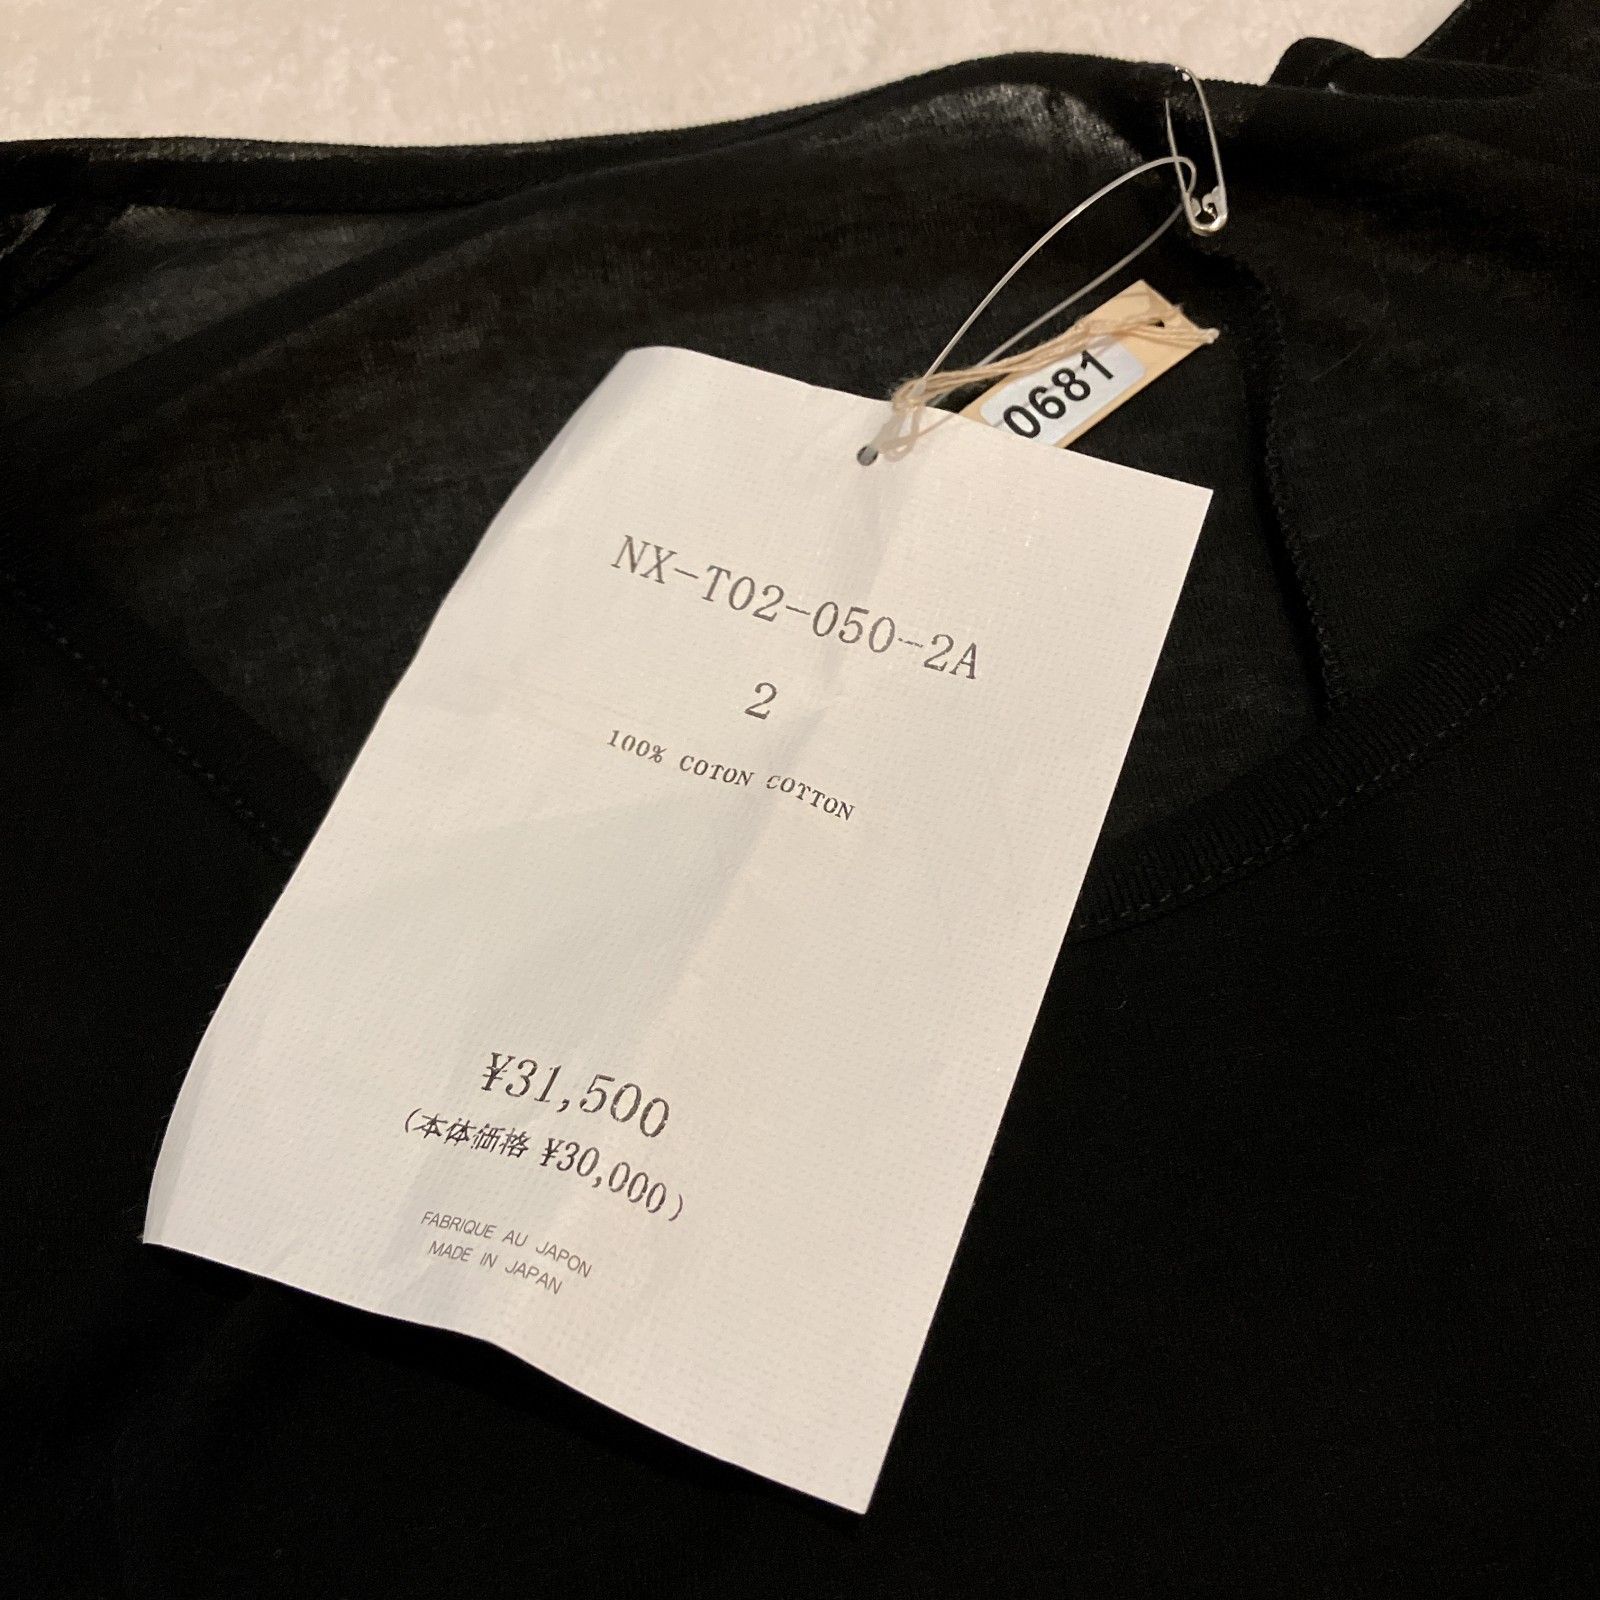 0681
NX-T02-050-2A
2
100% COTON COTTON
¥31,500
(本体価格 ¥30,000)
FABRIQUE AU JAPON
MADE IN JAPAN